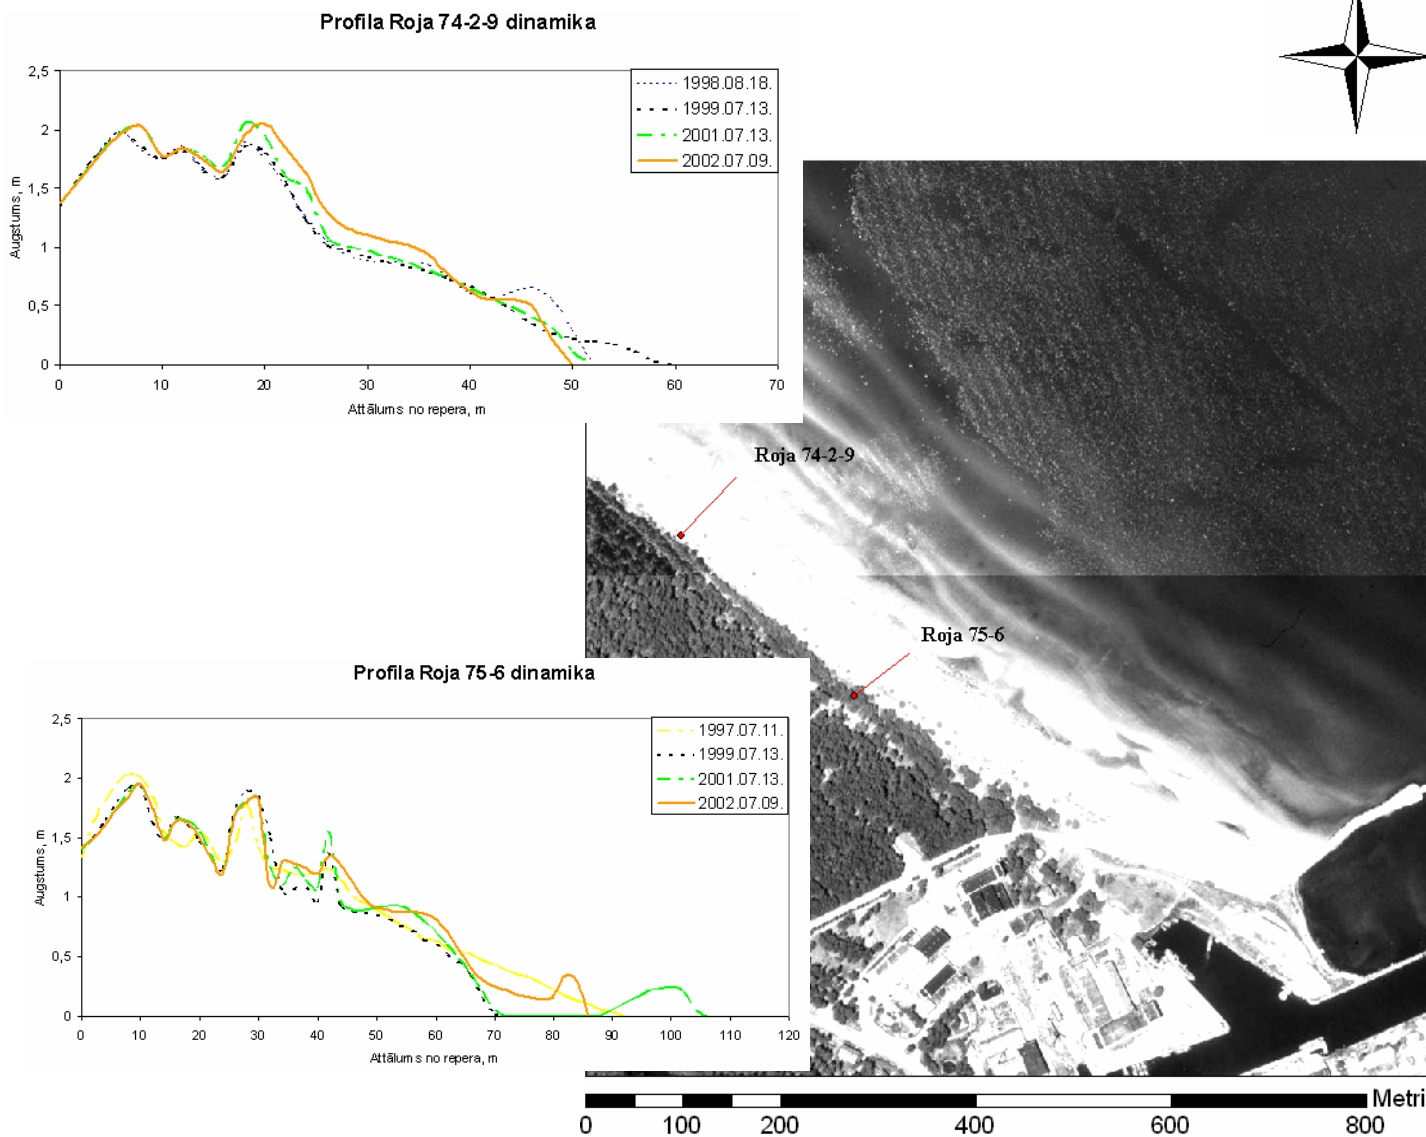 Profila Roja 74-2-9 dinamika
2,5
2
1,5
1
0,5
0
Augstums, m
0 10 20 30 40 50 60 70
Attālums no repera, m
1998.08.18.
1999.07.13.
2001.07.13.
2002.07.09.
Roja 74-2-9
Roja 75-6
Profila Roja 75-6 dinamika
2,5
2
1,5
1
0,5
0
Augstums, m
0 10 20 30 40 50 60 70 80 90 100 110 120
Attālums no repera, m
1997.07.11.
1999.07.13.
2001.07.13.
2002.07.09.
Metri
0 100 200 400 600 800